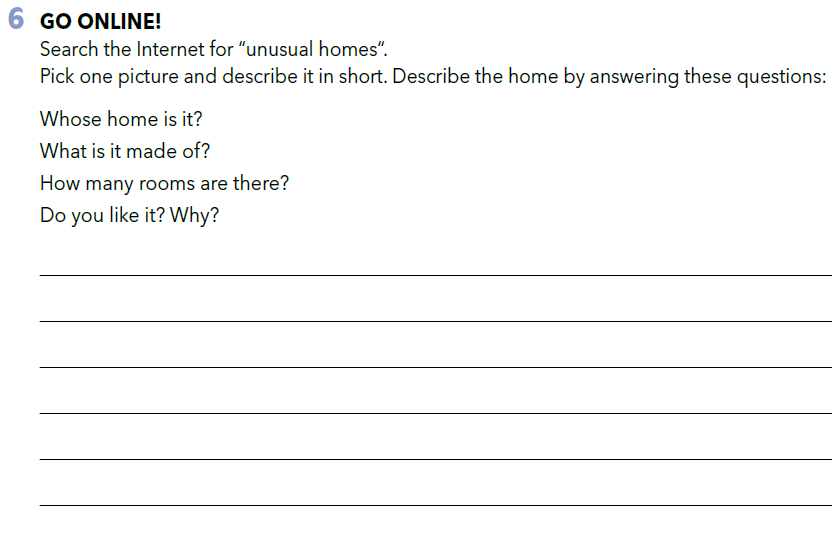 6 GO ONLINE!
Search the Internet for “unusual homes“.
Pick one picture and describe it in short. Describe the home by answering these questions:
Whose home is it?
What is it made of?
How many rooms are there?
Do you like it? Why?